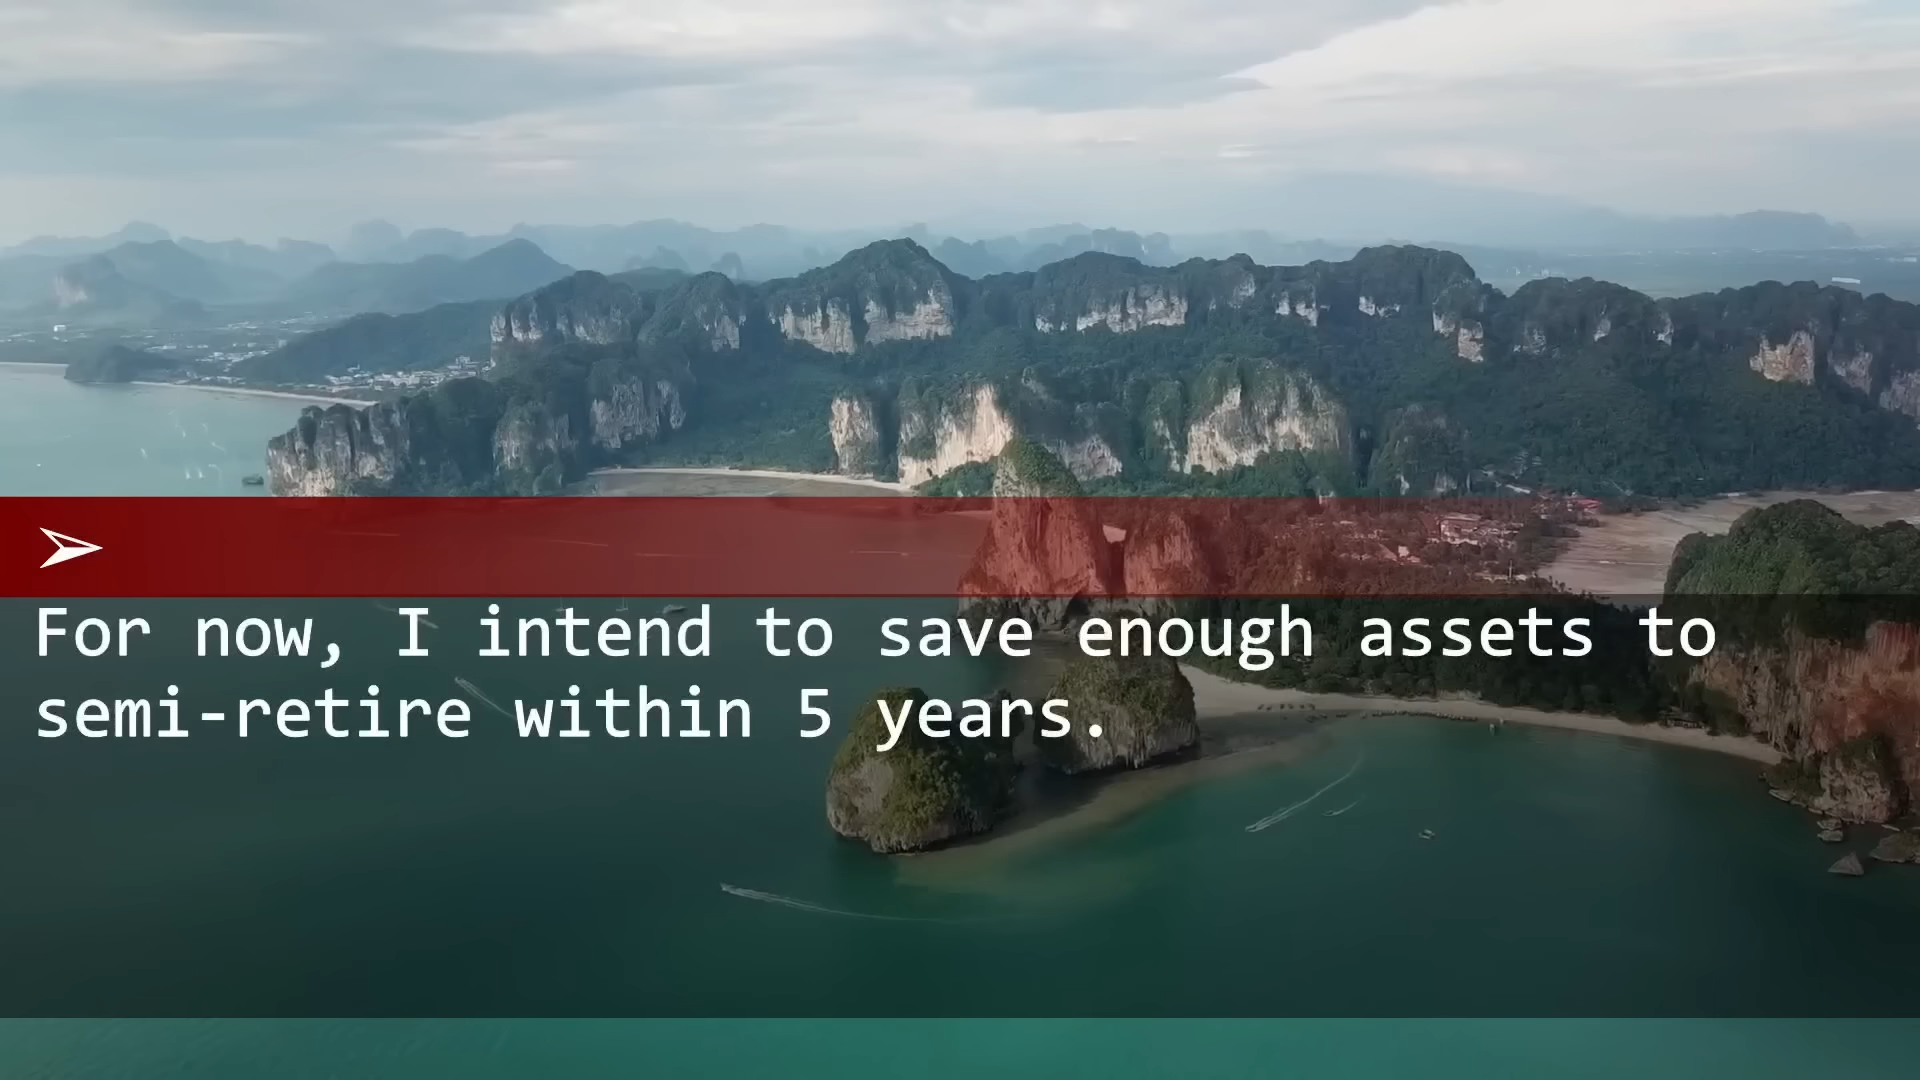 For now, I intend to save enough assets to
semi-retire within 5 years.